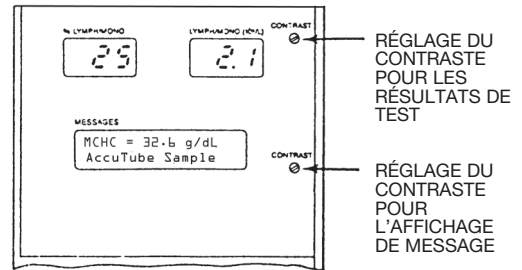 % LYMPH/MONO
25
LYMPH/MONO (10⁹/L)
2.1
CONTRAST
RÉGLAGE DU
CONTRASTE
POUR LES
RÉSULTATS DE
TEST
MESSAGES
MCHC = 32.6 g/dL
AccuTube Sample
CONTRAST
RÉGLAGE DU
CONTRASTE
POUR
L'AFFICHAGE
DE MESSAGE